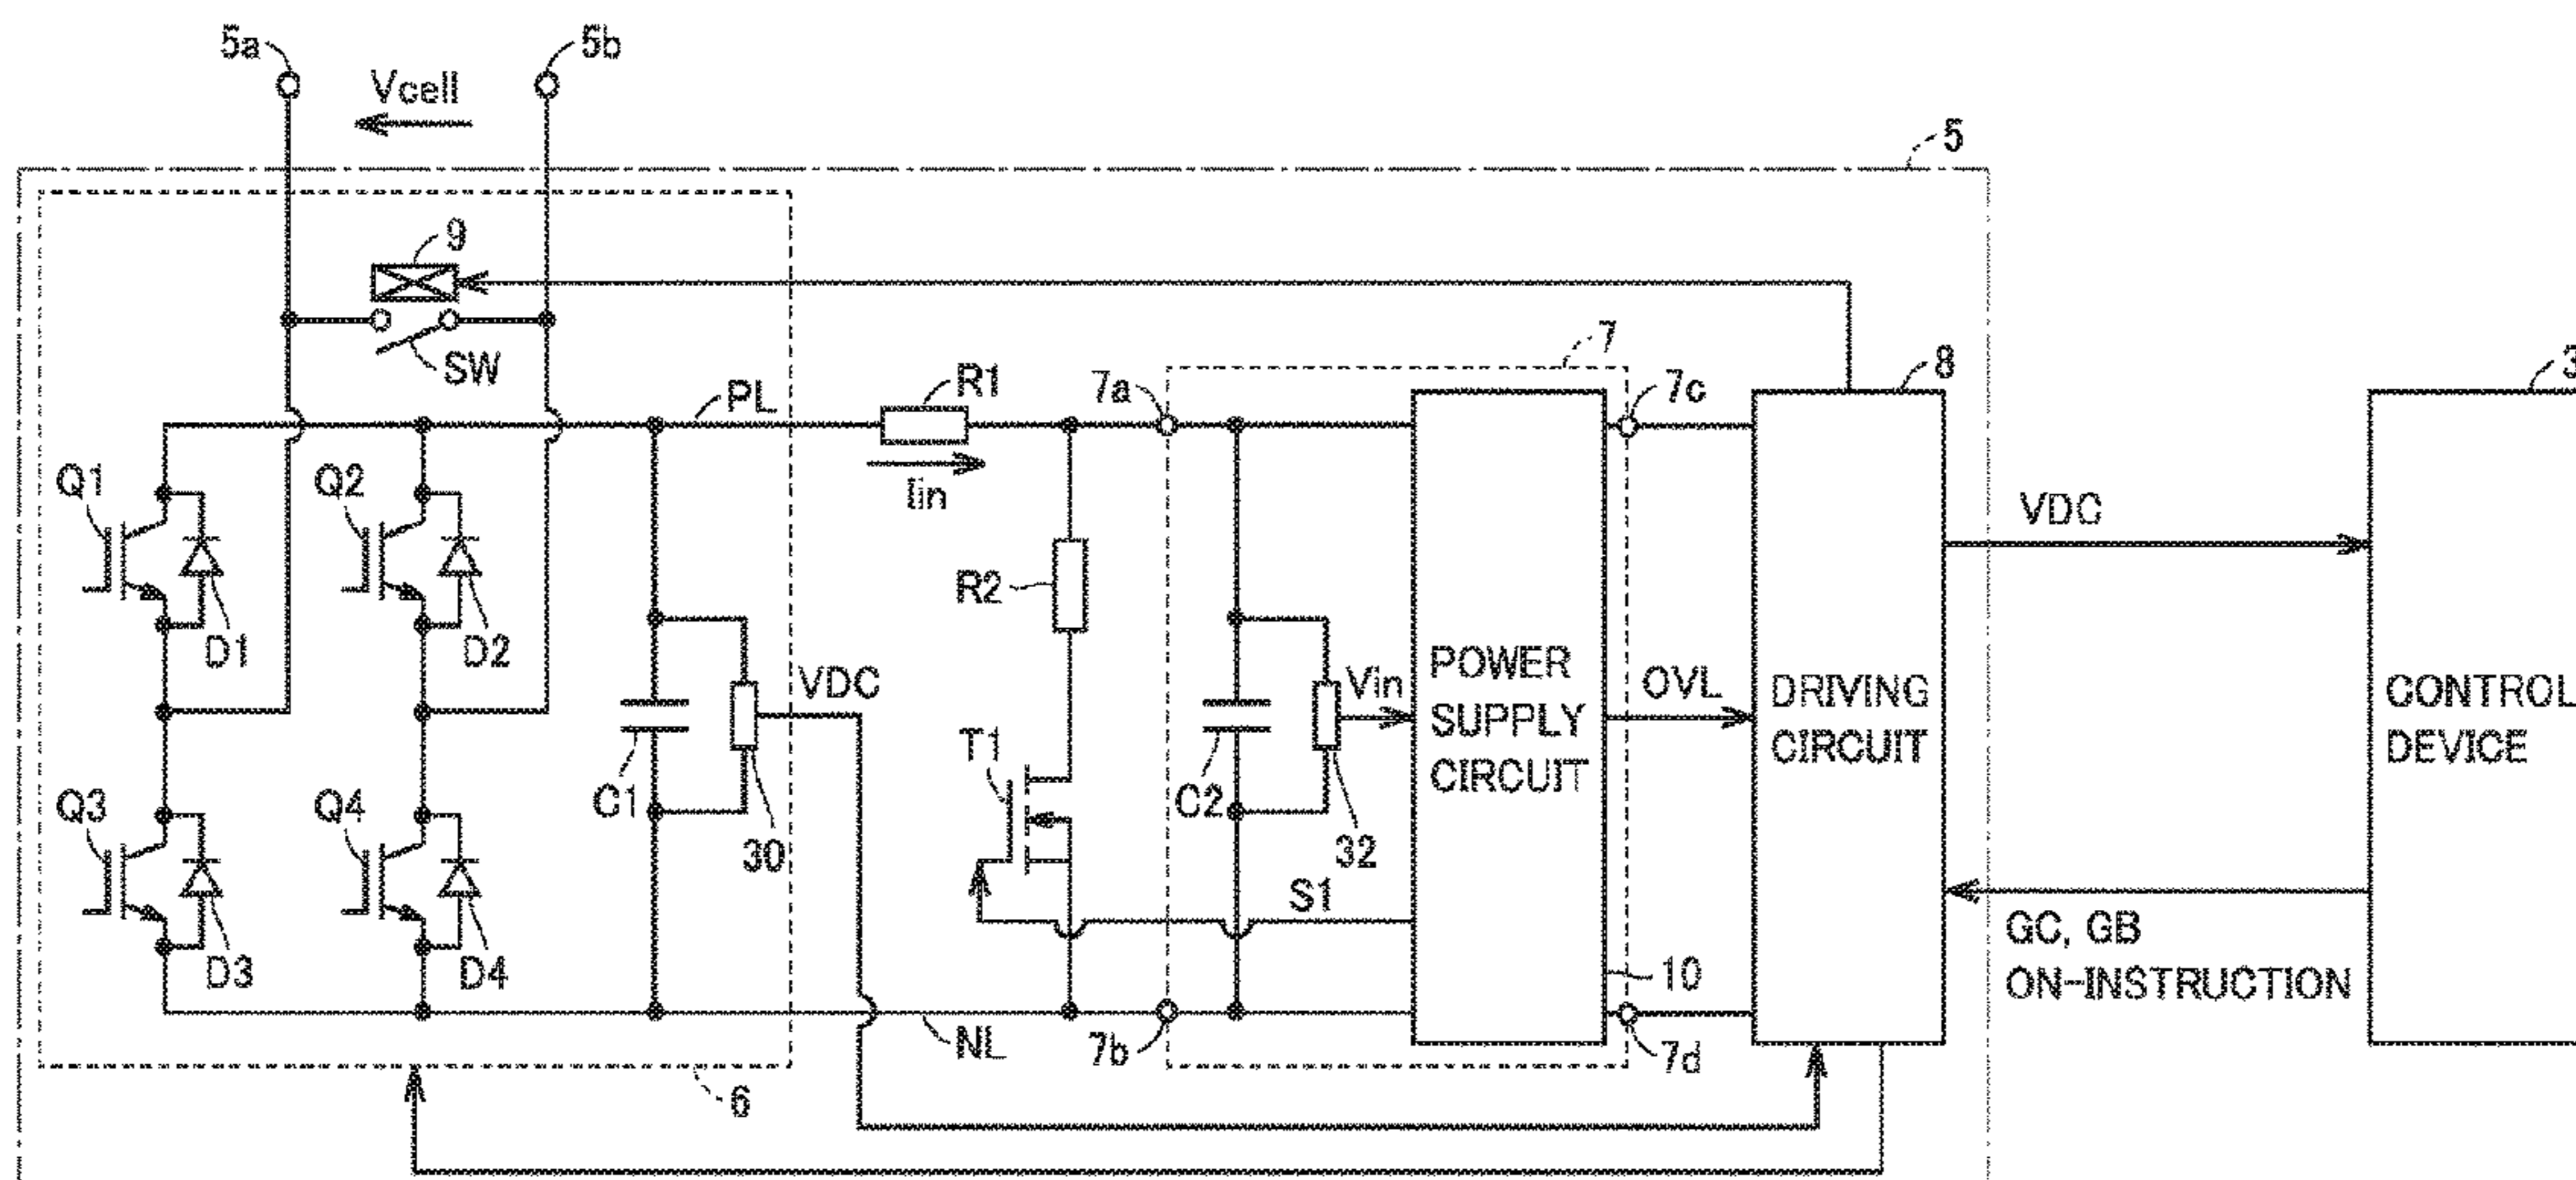 5a
5b
Vcell
5
9
SW
PL
R1
Iin
7a
7
7c
8
3
Q1
D1
Q2
D2
VDC
R2
C1
30
T1
C2
Vin
32
S1
POWER
SUPPLY
CIRCUIT
OVL
DRIVING
CIRCUIT
VDC
CONTROL
DEVICE
Q3
D3
Q4
D4
GC, GB
ON-INSTRUCTION
10
NL
7b
7d
6